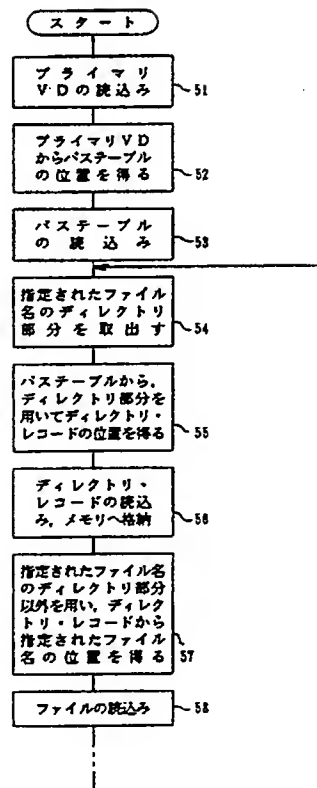 スタート
プライマリ
VDの読込み
51
プライマリVD
からパステーブル
の位置を得る
52
パステーブル
の読込み
53
指定されたファイル
名のディレクトリ
部分を取出す
54
パステーブルから,
ディレクトリ部分を
用いてディレクトリ・
レコードの位置を得る
55
ディレクトリ・
レコードの読込
み,メモリへ格納
56
指定されたファイル名
のディレクトリ部分
以外を用い,ディレク
トリ・レコードから
指定されたファイル
名の位置を得る
57
ファイルの読込み
58